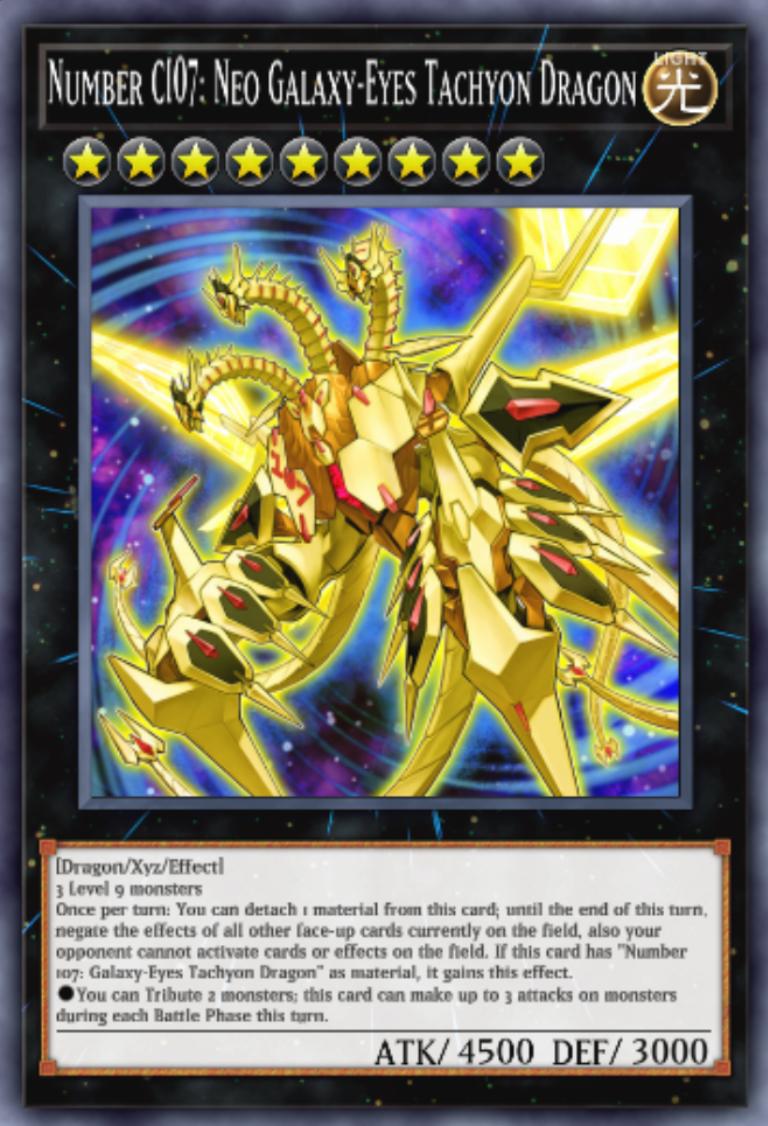 NUMBER C107: NEO GALAXY-EYES TACHYON DRAGON
LIGHT
光
[Dragon/Xyz/Effect]
3 Level 9 monsters
Once per turn: You can detach 1 material from this card; until the end of this turn,
negate the effects of all other face-up cards currently on the field, also your
opponent cannot activate cards or effects on the field. If this card has "Number
107: Galaxy-Eyes Tachyon Dragon" as material, it gains this effect.
●You can Tribute 2 monsters; this card can make up to 3 attacks on monsters
during each Battle Phase this turn.
ATK/ 4500 DEF/ 3000